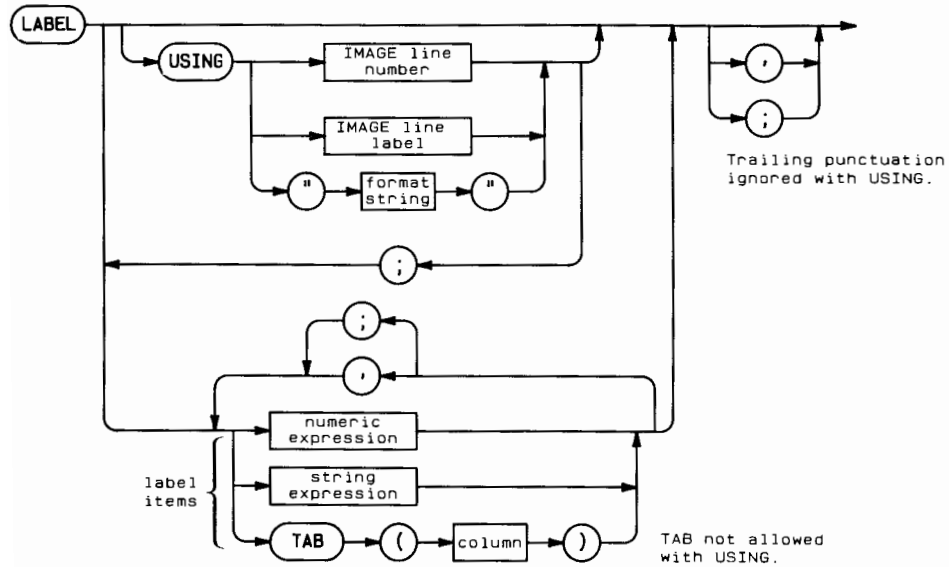 LABEL
USING
IMAGE line
number
IMAGE line
label
" format
string "
,
;
Trailing punctuation
ignored with USING.
;
;
,
numeric
expression
label
items
string
expression
TAB ( column )
TAB not allowed
with USING.